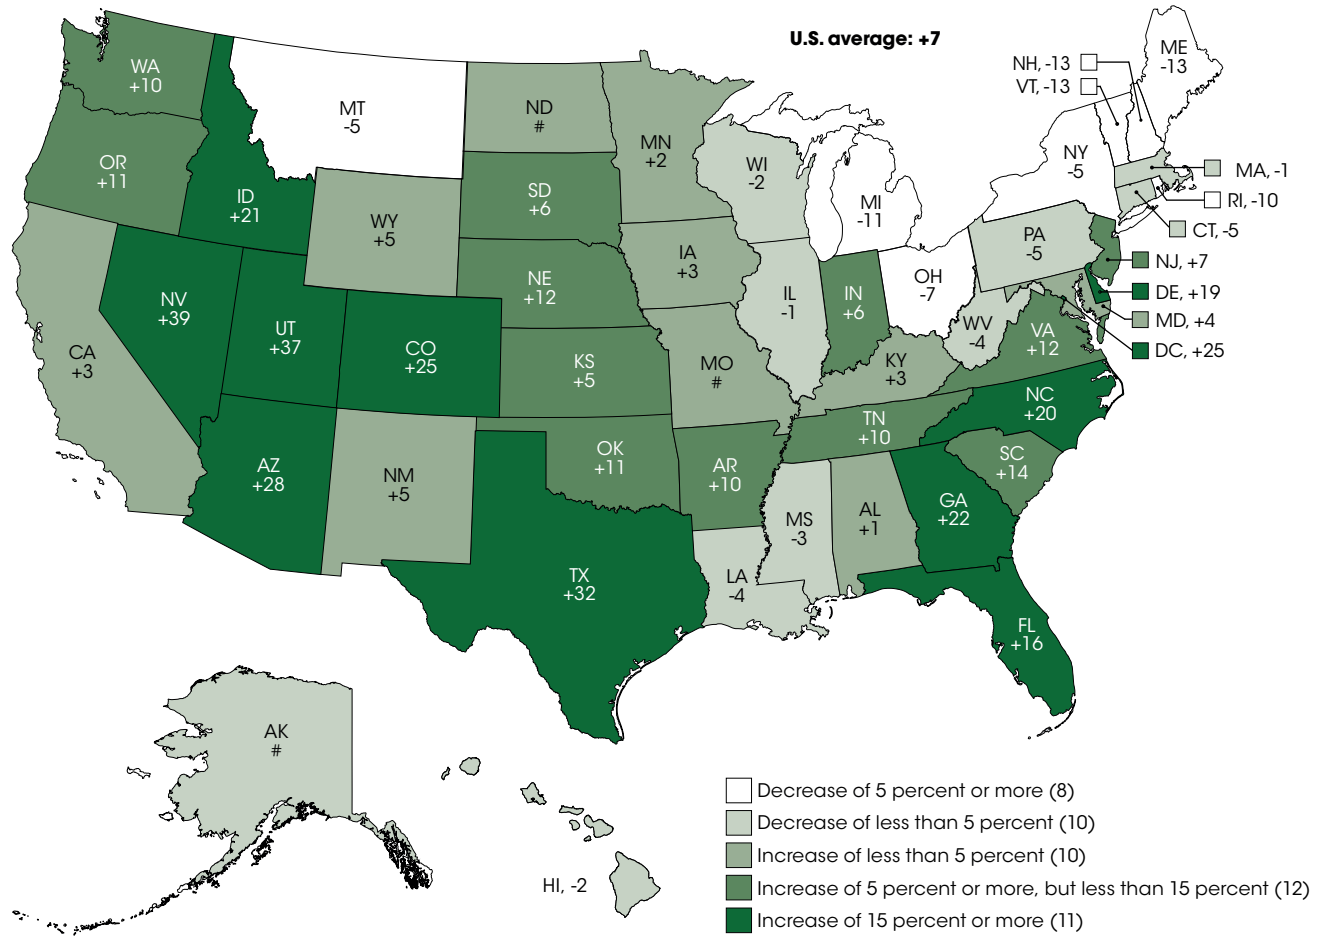 U.S. average: +7
WA
+10
OR
+11
CA
+3
NV
+39
ID
+21
MT
-5
WY
+5
UT
+37
CO
+25
AZ
+28
NM
+5
ND
#
SD
+6
NE
+12
KS
+5
OK
+11
TX
+32
MN
+2
IA
+3
MO
#
AR
+10
LA
-4
WI
-2
IL
-1
MI
-11
IN
+6
OH
-7
KY
+3
TN
+10
MS
-3
AL
+1
GA
+22
FL
+16
SC
+14
NC
+20
VA
+12
WV
-4
PA
-5
NY
-5
ME
-13
NH, -13
VT, -13
MA, -1
RI, -10
CT, -5
NJ, +7
DE, +19
MD, +4
DC, +25
AK
#
HI, -2
Decrease of 5 percent or more (8)
Decrease of less than 5 percent (10)
Increase of less than 5 percent (10)
Increase of 5 percent or more, but less than 15 percent (12)
Increase of 15 percent or more (11)